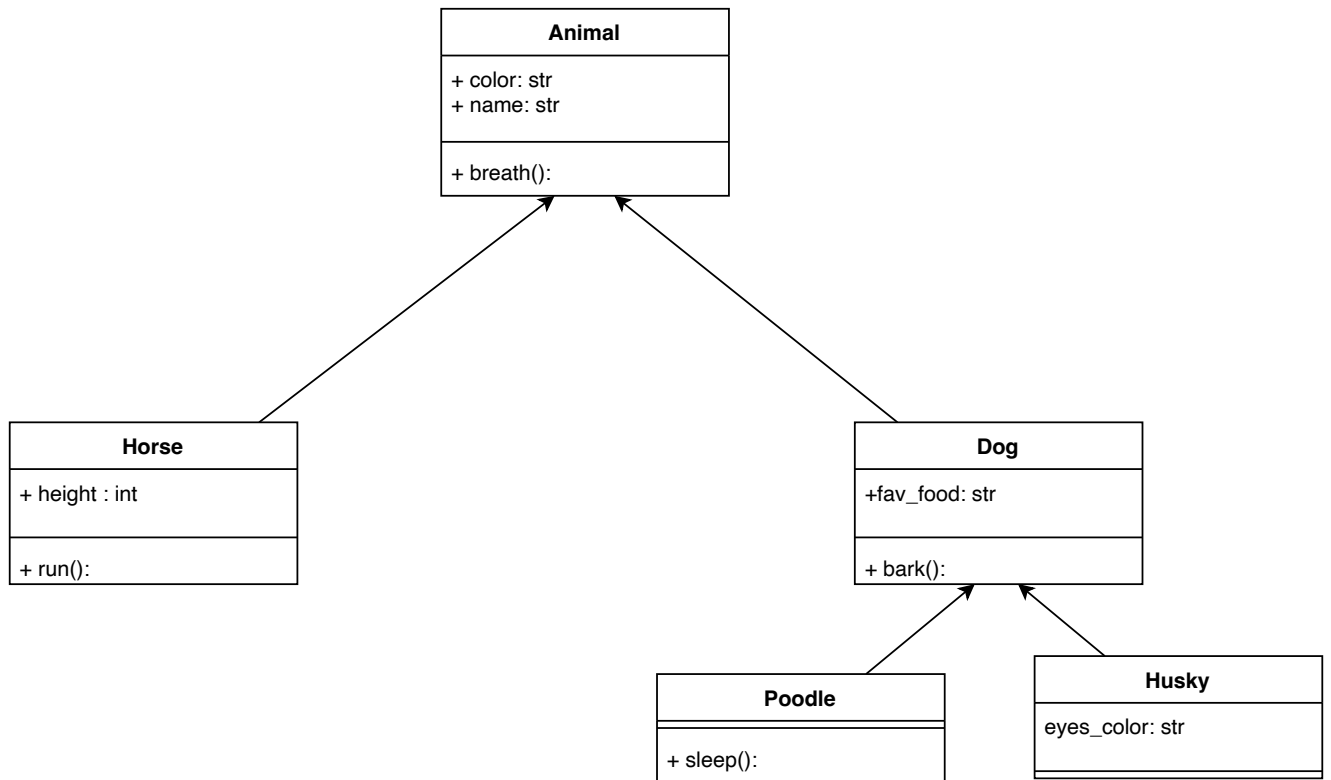 Animal
+ color: str
+ name: str
+ breath():
Horse
+ height : int
+ run():
Dog
+fav_food: str
+ bark():
Poodle
+ sleep():
Husky
eyes_color: str